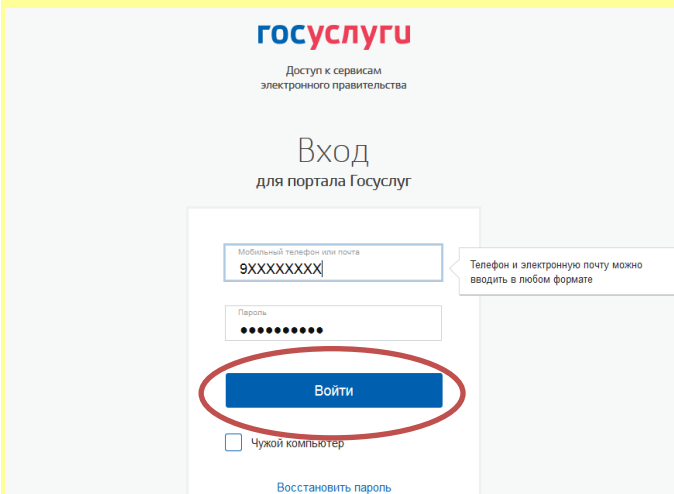 госуслуги
Доступ к сервисам
электронного правительства
Вход
для портала Госуслуг
Мобильный телефон или почта
9XXXXXXXX
Телефон и электронную почту можно
вводить в любом формате
Пароль
Войти
Чужой компьютер
Восстановить пароль